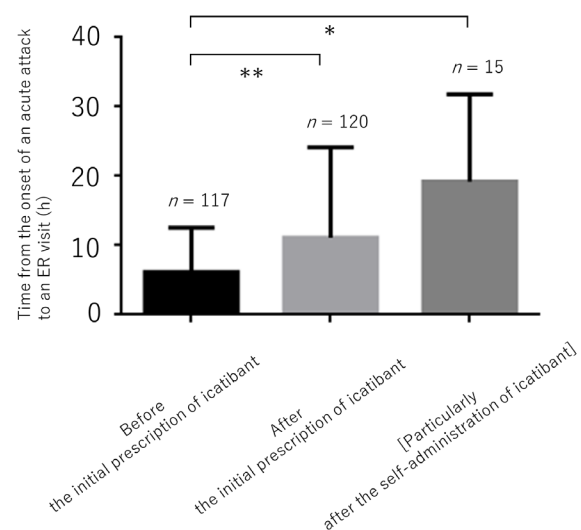 Time from the onset of an acute attack
to an ER visit (h)
40
30
20
10
0
*
**
n = 117
n = 120
n = 15
Before
the initial prescription of icatibant
After
the initial prescription of icatibant
[Particularly
after the self-administration of icatibant]